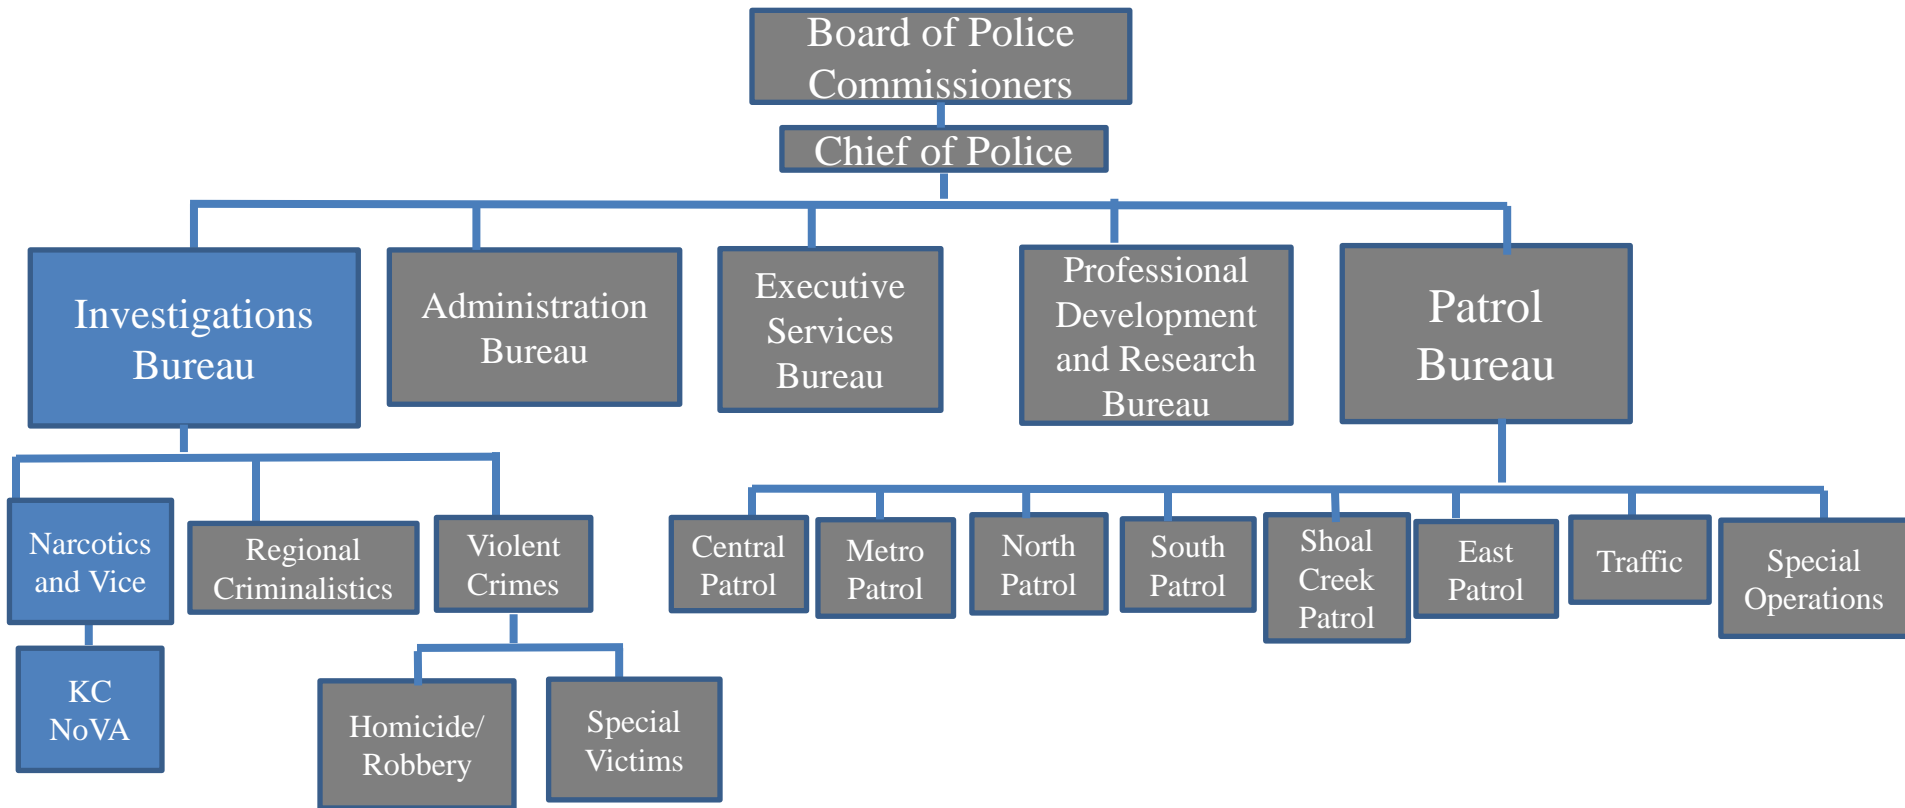 Board of Police
Commissioners
Chief of Police
Investigations
Bureau
Administration
Bureau
Executive
Services
Bureau
Professional
Development
and Research
Bureau
Patrol
Bureau
Narcotics
and Vice
Regional
Criminalistics
Violent
Crimes
Central
Patrol
Metro
Patrol
North
Patrol
South
Patrol
Shoal
Creek
Patrol
East
Patrol
Traffic
Special
Operations
KC
NoVA
Homicide/
Robbery
Special
Victims